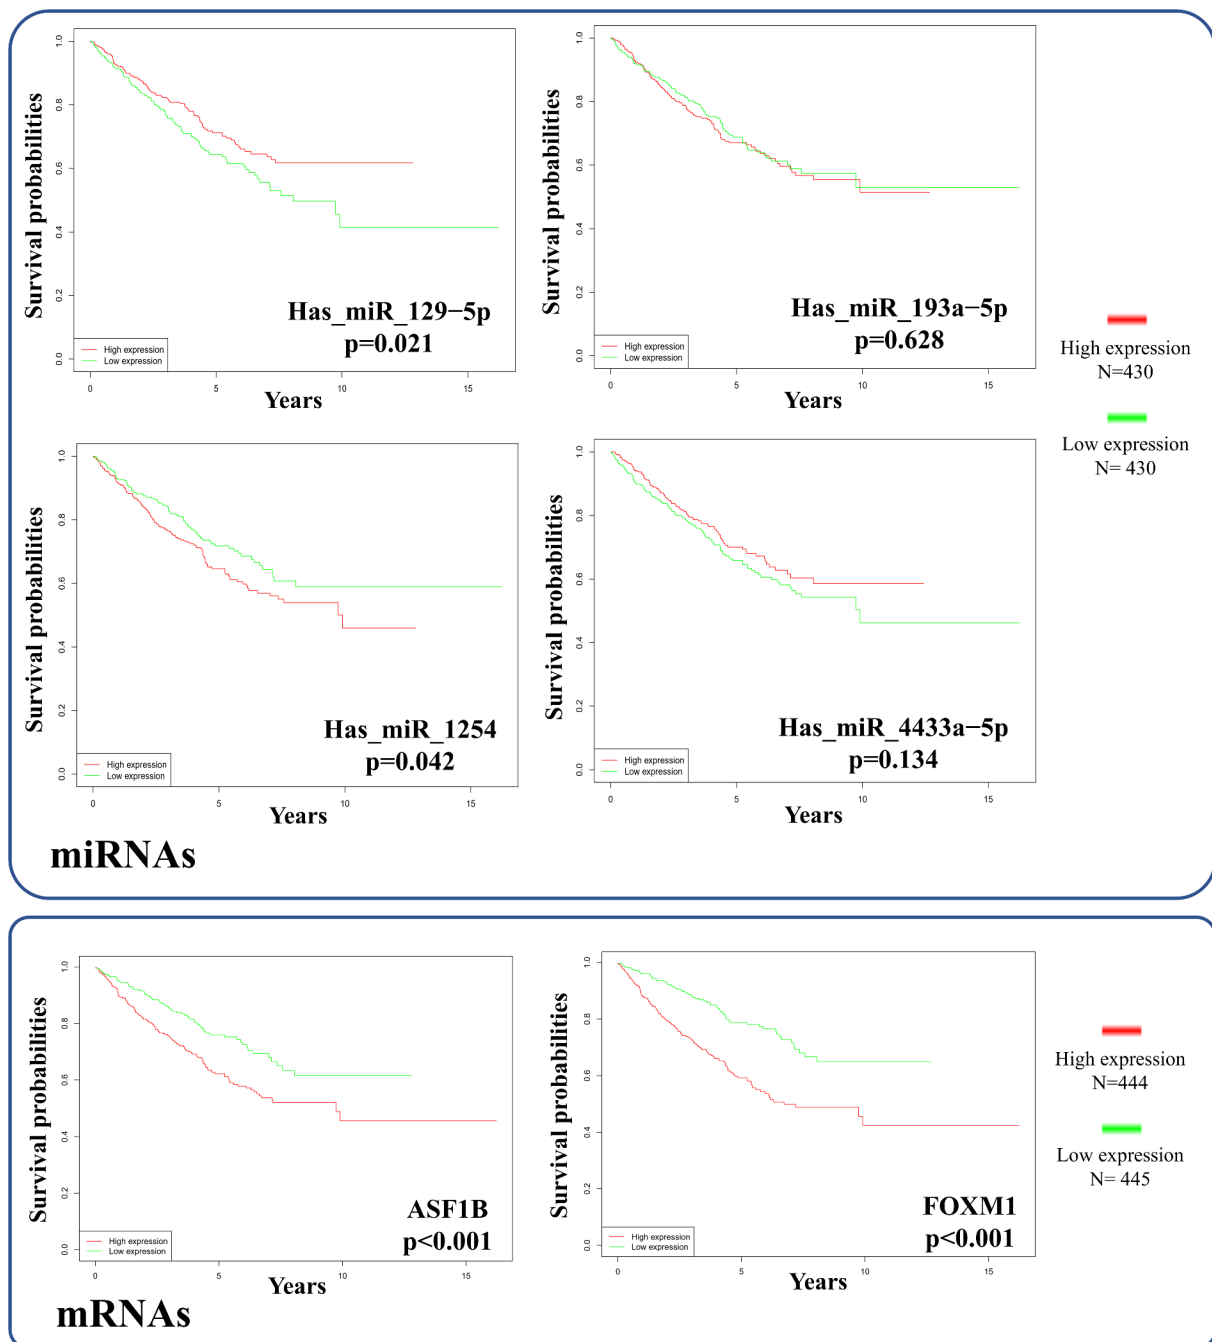 Survival probabilities
1.0
0.8
0.6
0.4
0.2
0.0
Has_miR_129−5p
p=0.021
High expression
Low expression
0
5
10
15
Years
Survival probabilities
1.0
0.8
0.6
0.4
0.2
0.0
Has_miR_193a−5p
p=0.628
High expression
Low expression
0
5
10
15
Years
High expression
N=430
Low expression
N= 430
Survival probabilities
1.0
0.8
0.6
0.4
0.2
0.0
Has_miR_1254
p=0.042
High expression
Low expression
0
5
10
15
Years
Survival probabilities
1.0
0.8
0.6
0.4
0.2
0.0
Has_miR_4433a−5p
p=0.134
High expression
Low expression
0
5
10
15
Years
miRNAs
Survival probabilities
1.0
0.8
0.6
0.4
0.2
0.0
ASF1B
p<0.001
High expression
Low expression
0
5
10
15
Years
Survival probabilities
1.0
0.8
0.6
0.4
0.2
0.0
FOXM1
p<0.001
High expression
Low expression
0
5
10
15
Years
High expression
N=444
Low expression
N= 445
mRNAs